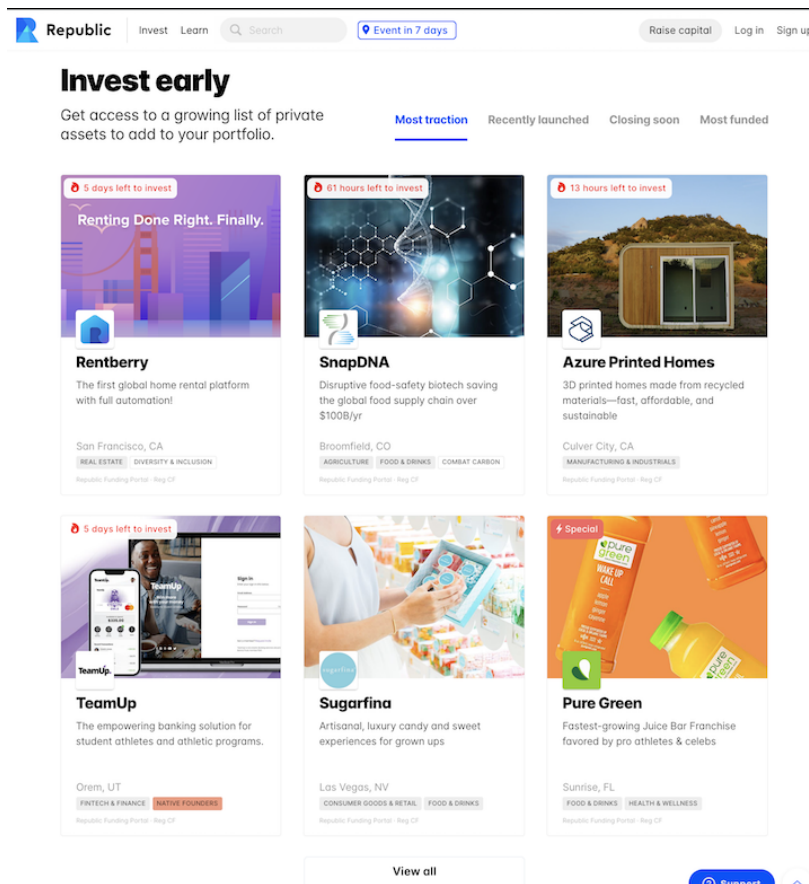 Republic
Invest Learn Search Event in 7 days Raise capital Log in Sign up
Invest early
Get access to a growing list of private
assets to add to your portfolio.
Most traction Recently launched Closing soon Most funded
5 days left to invest
Renting Done Right. Finally.
Rentberry
The first global home rental platform
with full automation!
San Francisco, CA
REAL ESTATE DIVERSITY & INCLUSION
Republic Funding Portal · Reg CF
61 hours left to invest
SnapDNA
Disruptive food-safety biotech saving
the global food supply chain over
$100B/yr
Broomfield, CO
AGRICULTURE FOOD & DRINKS COMBAT CARBON
Republic Funding Portal · Reg CF
13 hours left to invest
Azure Printed Homes
3D printed homes made from recycled
materials—fast, affordable, and
sustainable
Culver City, CA
MANUFACTURING & INDUSTRIALS
Republic Funding Portal · Reg CF
5 days left to invest
TeamUp
Sign in
TeamUp.
TeamUp
The empowering banking solution for
student athletes and athletic programs.
Orem, UT
FINTECH & FINANCE NATIVE FOUNDERS
Republic Funding Portal · Reg CF
sugarfina
Sugarfina
Artisanal, luxury candy and sweet
experiences for grown ups
Las Vegas, NV
CONSUMER GOODS & RETAIL FOOD & DRINKS
Republic Funding Portal · Reg CF
Special
pure
green
WAKE UP
CALL
apple
lemon
ginger
cayenne
pure
green
Pure Green
Fastest-growing Juice Bar Franchise
favored by pro athletes & celebs
Sunrise, FL
FOOD & DRINKS HEALTH & WELLNESS
Republic Funding Portal · Reg CF
View all
Support